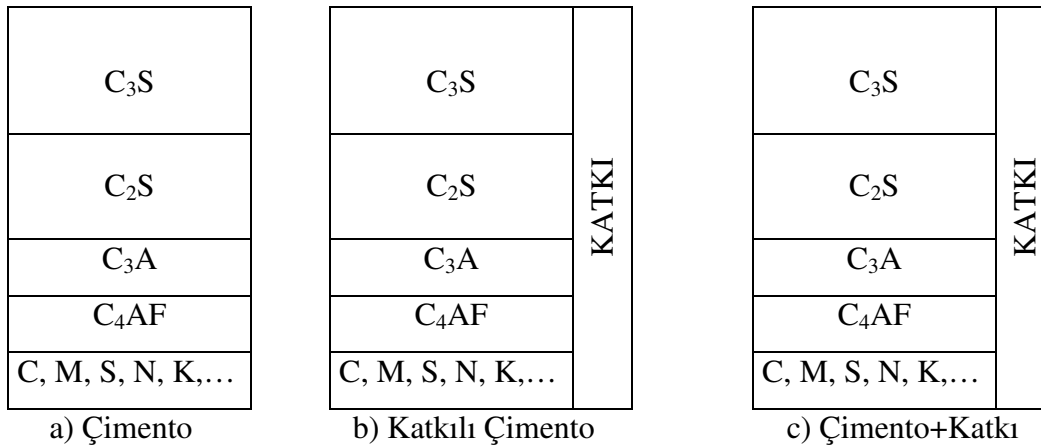 C₃S
C₂S
C₃A
C₄AF
C, M, S, N, K,…
a) Çimento
C₃S
C₂S
C₃A
C₄AF
C, M, S, N, K,…
KATKI
b) Katkılı Çimento
C₃S
C₂S
C₃A
C₄AF
C, M, S, N, K,…
KATKI
c) Çimento+Katkı